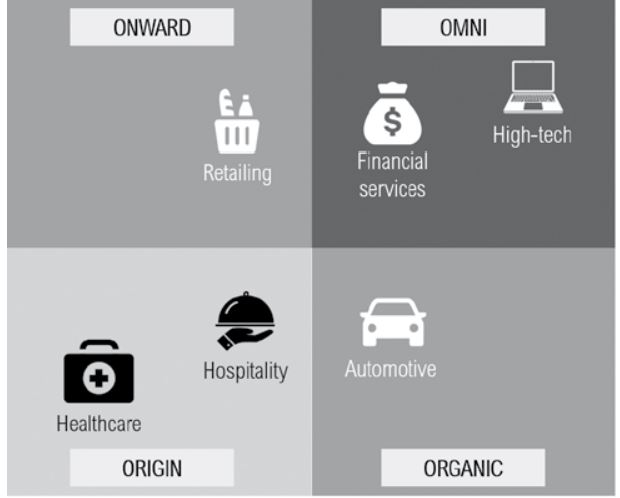 ONWARD
OMNI
$
Retailing
Financial
services
High-tech
Healthcare
Hospitality
Automotive
ORIGIN
ORGANIC